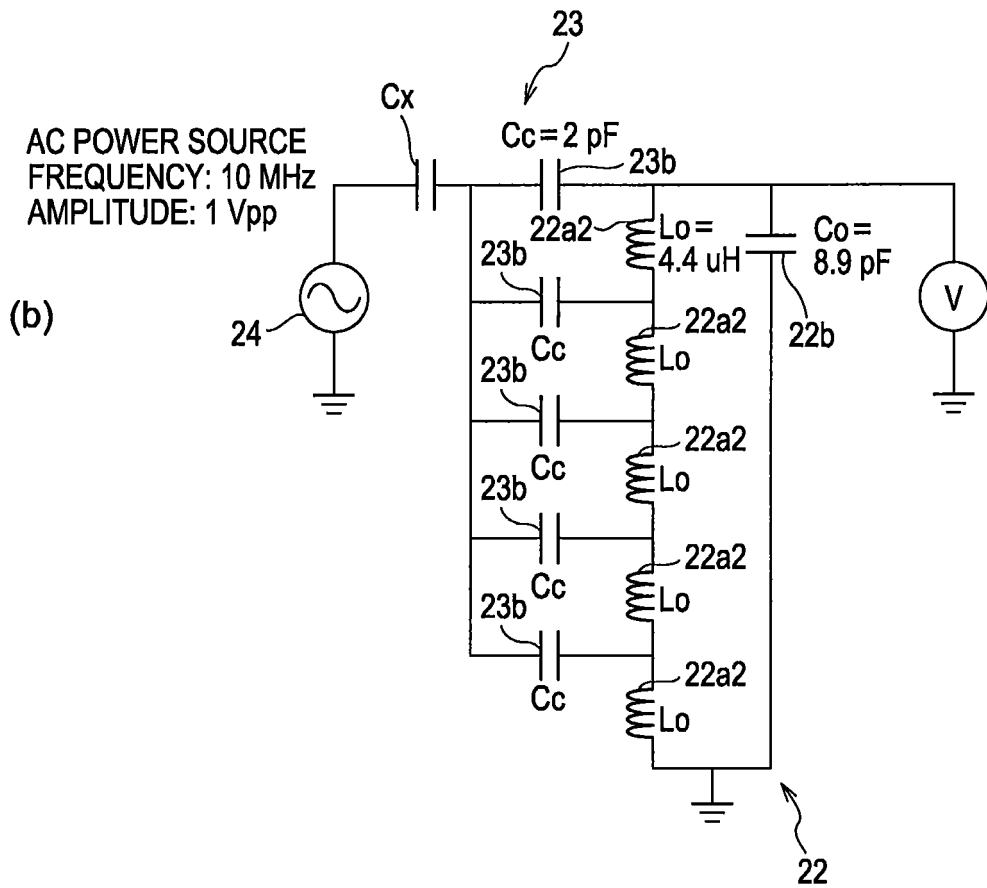 23
Cx
AC POWER SOURCE
FREQUENCY: 10 MHz
AMPLITUDE: 1 Vpp
Cc = 2 pF
23b
22a2
Lo =
4.4 uH
Co =
8.9 pF
(b)
24
23b
Cc
22a2
Lo
22b
V
23b
Cc
22a2
Lo
23b
Cc
22a2
Lo
23b
Cc
22a2
Lo
22